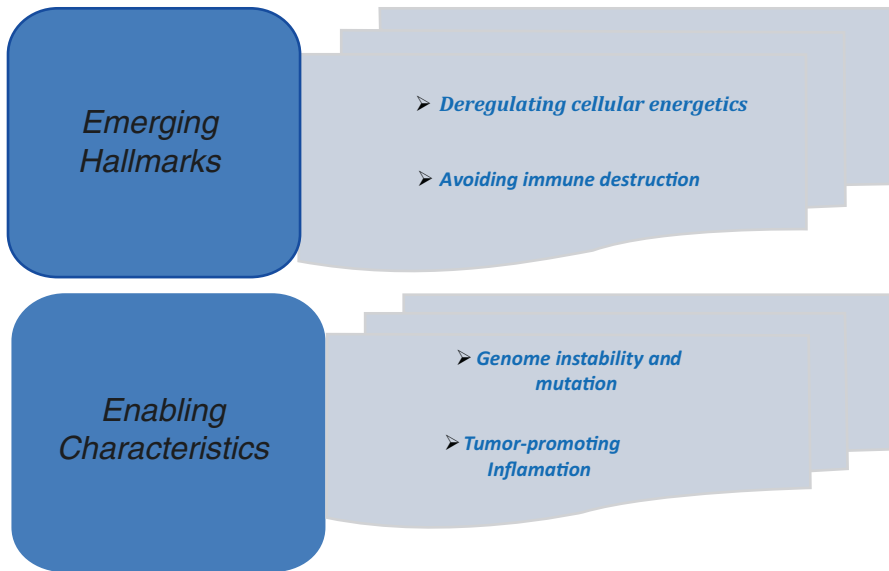 Emerging
Hallmarks
➢ Deregulating cellular energetics
➢ Avoiding immune destruction
Enabling
Characteristics
➢ Genome instability and
mutation
➢ Tumor-promoting
Inflamation